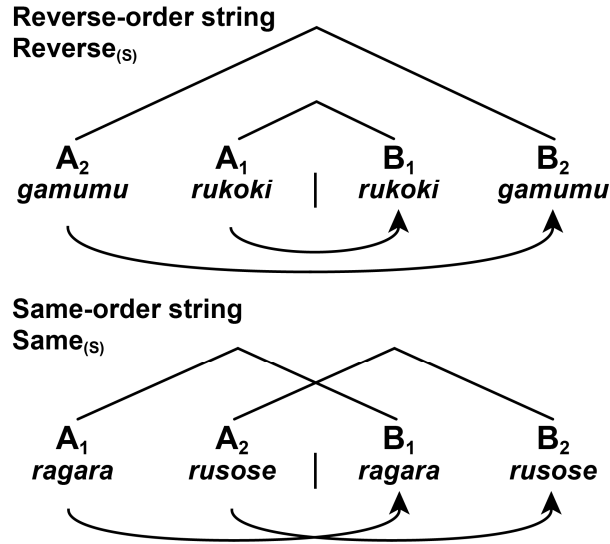 Reverse-order string
Reverse(S)
A2 A1 B1 B2
gamumu rukoki | rukoki gamumu
Same-order string
Same(S)
A1 A2 B1 B2
ragara rusose | ragara rusose